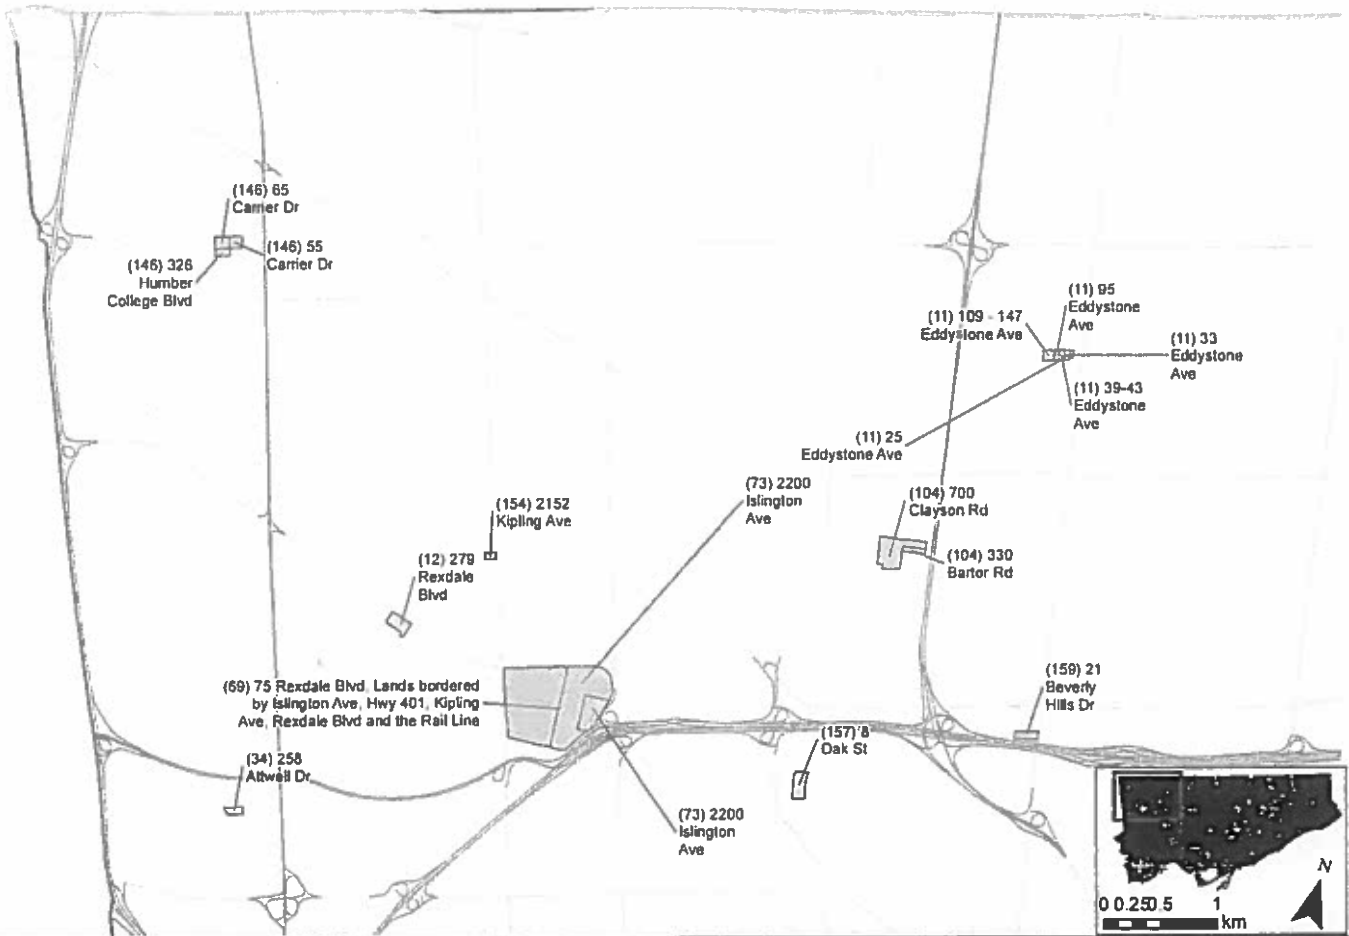 (146) 65
Carrier Dr
(146) 55
Carrier Dr
(146) 326
Humber
College Blvd
(11) 95
Eddystone
Ave
(11) 109 - 147
Eddystone Ave
(11) 33
Eddystone
Ave
(11) 39-43
Eddystone
Ave
(11) 25
Eddystone Ave
(73) 2200
Islington
Ave
(104) 700
Clayson Rd
(154) 2152
Kipling Ave
(104) 330
Bartor Rd
(12) 279
Rexdale
Blvd
(69) 75 Rexdale Blvd, Lands bordered
by Islington Ave, Hwy 401, Kipling
Ave, Rexdale Blvd and the Rail Line
(159) 21
Beverly
Hills Dr
(157) 8
Oak St
(34) 258
Attwell Dr
(73) 2200
Islington
Ave
N
0 0.25 0.5 1
km